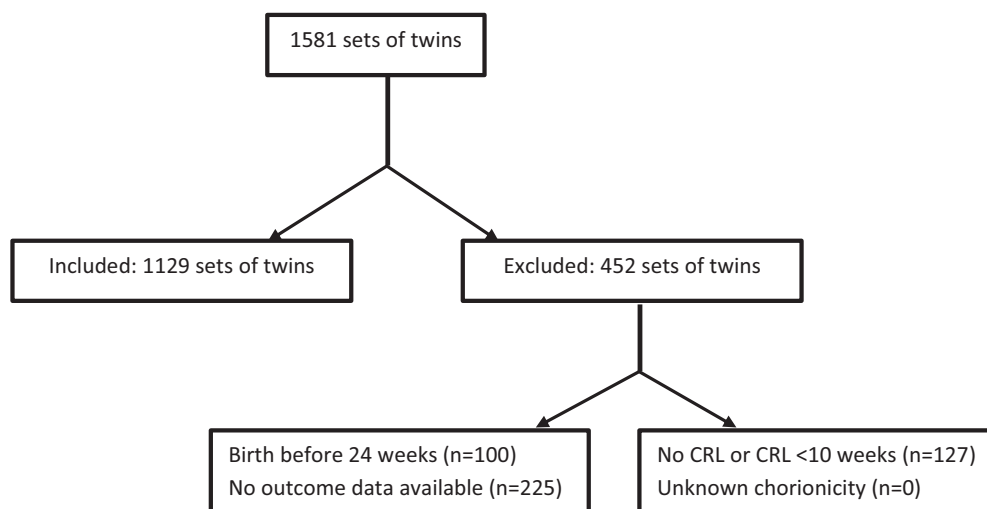 1581 sets of twins
Included: 1129 sets of twins
Excluded: 452 sets of twins
Birth before 24 weeks (n=100)
No outcome data available (n=225)
No CRL or CRL <10 weeks (n=127)
Unknown chorionicity (n=0)